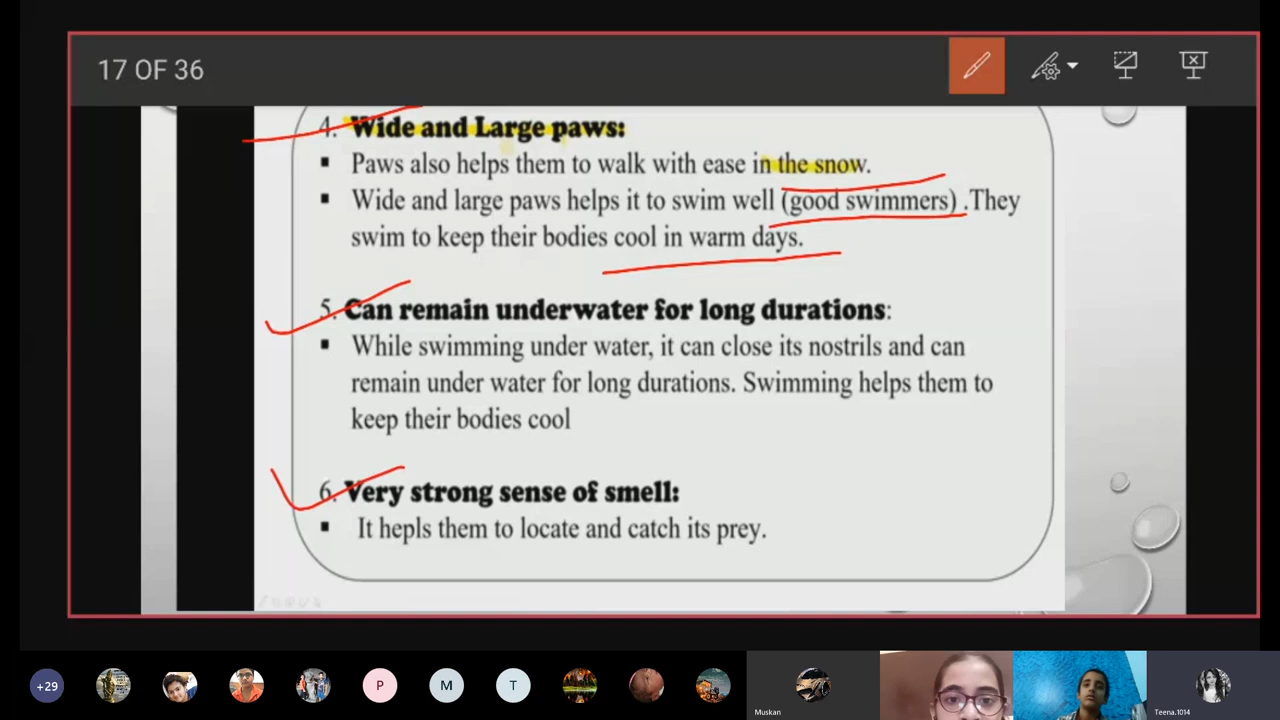 17 OF 36
4. Wide and Large paws:
▪ Paws also helps them to walk with ease in the snow.
▪ Wide and large paws helps it to swim well (good swimmers) .They
swim to keep their bodies cool in warm days.
5. Can remain underwater for long durations:
▪ While swimming under water, it can close its nostrils and can
remain under water for long durations. Swimming helps them to
keep their bodies cool
6. Very strong sense of smell:
▪ It hepls them to locate and catch its prey.
+29
P
M
T
Muskan
Teena.1014